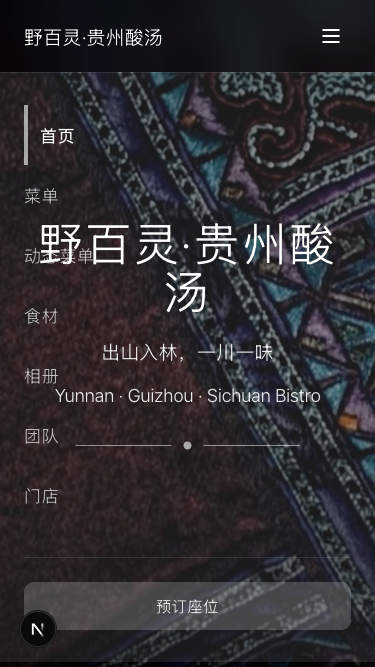 野百灵·贵州酸汤
首页
菜单
动态菜单
野百灵·贵州酸
汤
食材
出山入林，一川一味
相册
Yunnan · Guizhou · Sichuan Bistro
团队
门店
预订座位
N